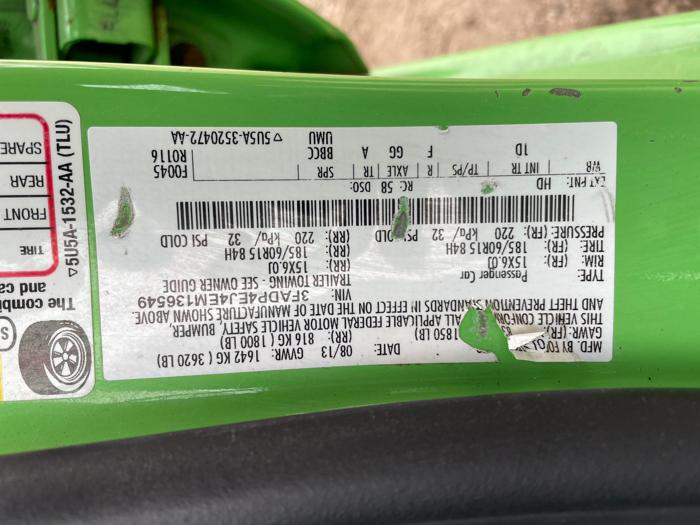 MFD. BY FO
DATE: 08/13 GVWR: 1642 KG ( 3620 LB)
GAWR: (FR): 850 LB) (RR): 816 KG ( 1800 LB)
THIS VEHICLE CONFORMS ALL APPLICABLE FEDERAL MOTOR VEHICLE SAFETY, BUMPER,
AND THEFT PREVENTION STANDARDS IN EFFECT ON THE DATE OF MANUFACTURE SHOWN ABOVE.
VIN: 3FADP4EJ4EM136549
TYPE: Passenger Car TRAILER TOWING - SEE OWNER GUIDE
RIM: (FR): 15X6.0J (RR): 15X6.0J
TIRE: (FR): 185/60R15 84H (RR): 185/60R15 84H
PRESSURE: (FR): 220 kPa/ 32 PSI COLD (RR): 220 kPa/ 32 PSI COLD
EXT PNT: HD RC: 58 DSO: F0045
WB INT TR TP/PS R AXLE TR SPR R0116
1D F GG A BBCC
UMU
▽5U5A-3520472-AA
The combin
and ca
TIRE
FRONT
REAR
SPARE
▽5U5A-1532-AA (TLU)